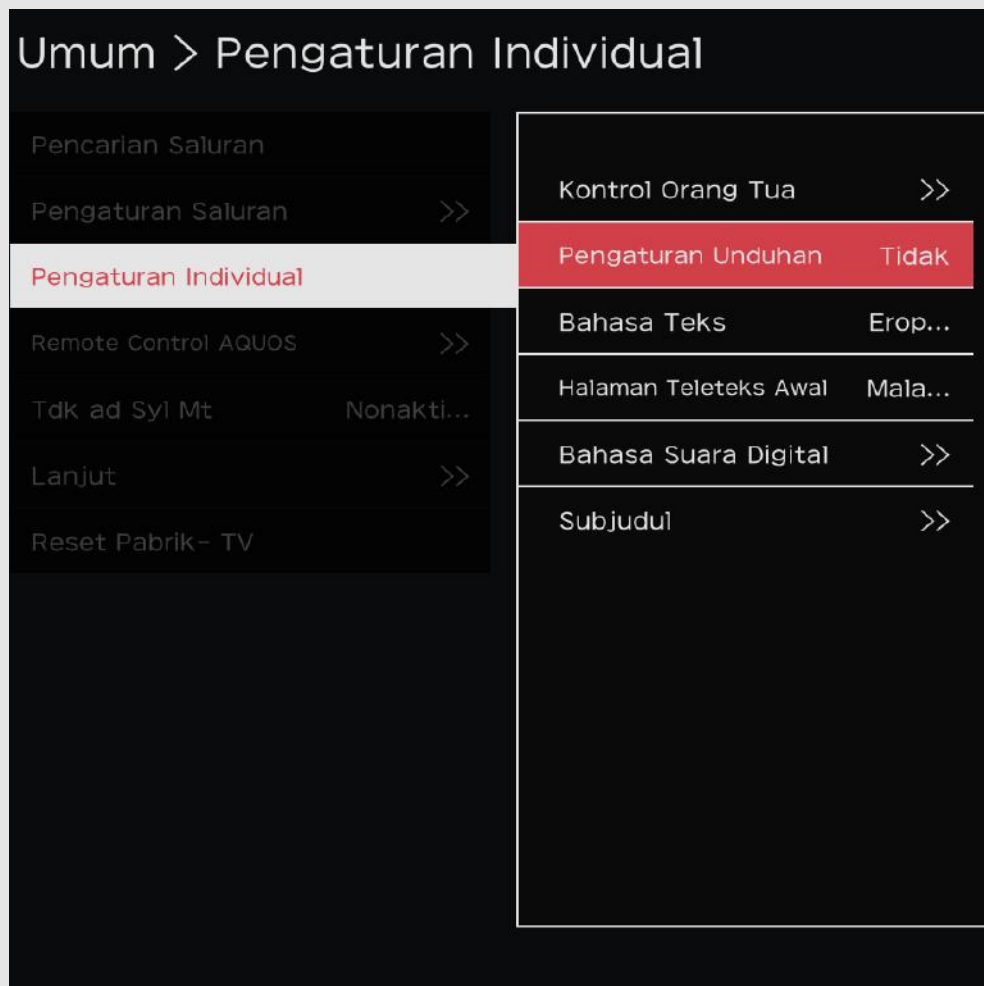 Umum > Pengaturan Individual
Pencarian Saluran
Pengaturan Saluran >>
Pengaturan Individual
Remote Control AQUOS >>
Tdk ad Syl Mt Nonakti...
Lanjut >>
Reset Pabrik- TV
Kontrol Orang Tua >>
Pengaturan Unduhan Tidak
Bahasa Teks Erop...
Halaman Teleteks Awal Mala...
Bahasa Suara Digital >>
Subjudul >>